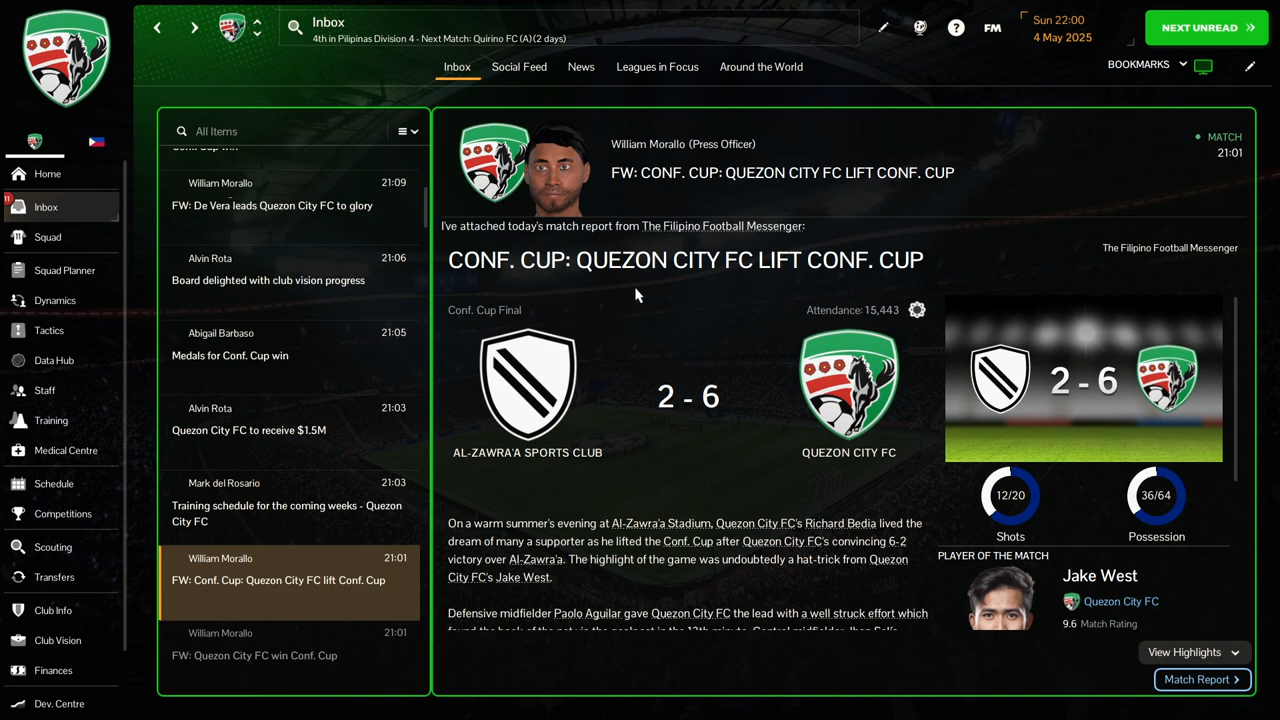 Inbox
4th in Pilipinas Division 4 - Next Match: Quirino FC (A)(2 days)
?
FM
Sun 22:00
4 May 2025
NEXT UNREAD
Inbox
Social Feed
News
Leagues in Focus
Around the World
BOOKMARKS
Home
11
Inbox
Squad
Squad Planner
Dynamics
Tactics
Data Hub
Staff
Training
Medical Centre
Schedule
Competitions
Scouting
Transfers
Club Info
Club Vision
Finances
Dev. Centre
All Items
Conf. Cup win
William Morallo 21:09
FW: De Vera leads Quezon City FC to glory
Alvin Rota 21:06
Board delighted with club vision progress
Abigail Barbaso 21:05
Medals for Conf. Cup win
Alvin Rota 21:03
Quezon City FC to receive $1.5M
Mark del Rosario 21:03
Training schedule for the coming weeks - Quezon
City FC
William Morallo 21:01
FW: Conf. Cup: Quezon City FC lift Conf. Cup
William Morallo 21:01
FW: Quezon City FC win Conf. Cup
William Morallo (Press Officer)
FW: CONF. CUP: QUEZON CITY FC LIFT CONF. CUP
MATCH
21:01
I've attached today's match report from The Filipino Football Messenger:
CONF. CUP: QUEZON CITY FC LIFT CONF. CUP
The Filipino Football Messenger
Conf. Cup Final
Attendance: 15,443
2 - 6
AL-ZAWRA'A SPORTS CLUB
QUEZON CITY FC
On a warm summer's evening at Al-Zawra'a Stadium, Quezon City FC's Richard Bedia lived the
dream of many a supporter as he lifted the Conf. Cup after Quezon City FC's convincing 6-2
victory over Al-Zawra'a. The highlight of the game was undoubtedly a hat-trick from Quezon
City FC's Jake West.
Defensive midfielder Paolo Aguilar gave Quezon City FC the lead with a well struck effort which
2 - 6
12/20
Shots
36/64
Possession
PLAYER OF THE MATCH
Jake West
Quezon City FC
9.6 Match Rating
View Highlights
Match Report